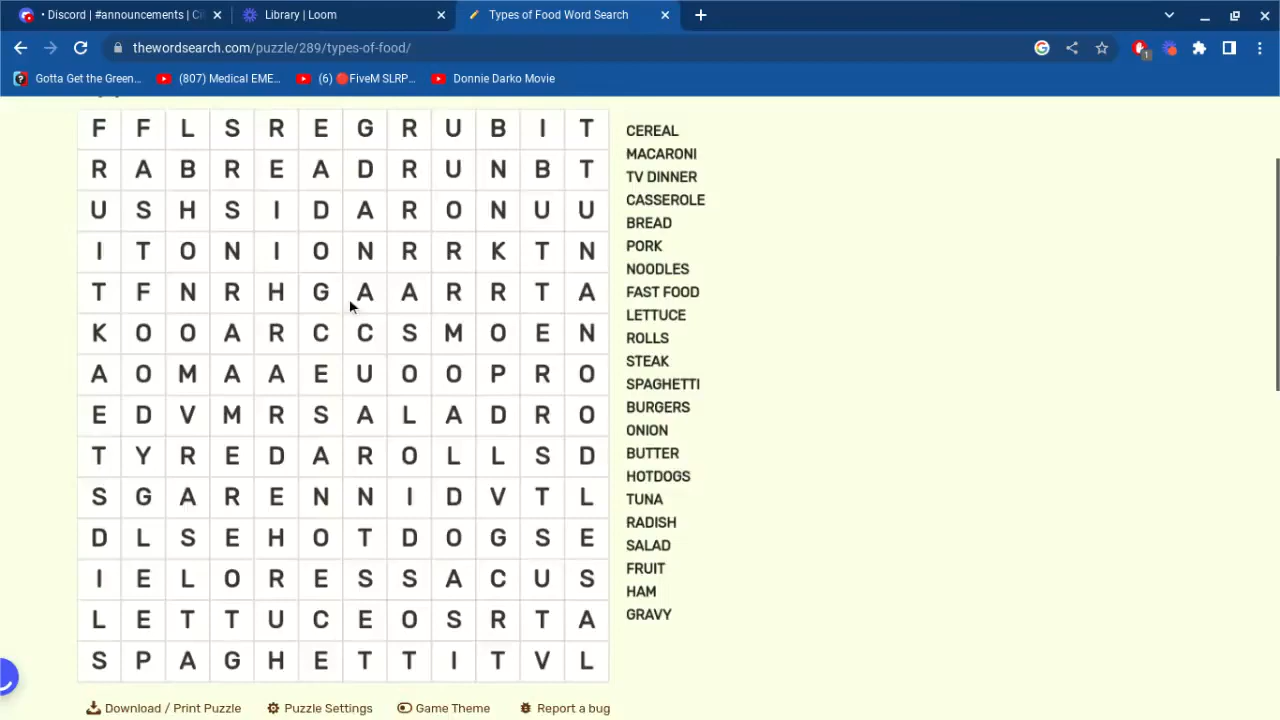 • Discord | #announcements | Ci
Library | Loom
Types of Food Word Search
thewordsearch.com/puzzle/289/types-of-food/
1
Gotta Get the Green...
(807) Medical EME...
(6) 🔴FiveM SLRP...
Donnie Darko Movie
F F L S R E G R U B I T
R A B R E A D R U N B T
U S H S I D A R O N U U
I T O N I O N R R K T N
T F N R H G A A R R T A
K O O A R C C S M O E N
A O M A A E U O O P R O
E D V M R S A L A D R O
T Y R E D A R O L L S D
S G A R E N N I D V T L
D L S E H O T D O G S E
I E L O R E S S A C U S
L E T T U C E O S R T A
S P A G H E T T I T V L
CEREAL
MACARONI
TV DINNER
CASSEROLE
BREAD
PORK
NOODLES
FAST FOOD
LETTUCE
ROLLS
STEAK
SPAGHETTI
BURGERS
ONION
BUTTER
HOTDOGS
TUNA
RADISH
SALAD
FRUIT
HAM
GRAVY
Download / Print Puzzle
Puzzle Settings
Game Theme
Report a bug